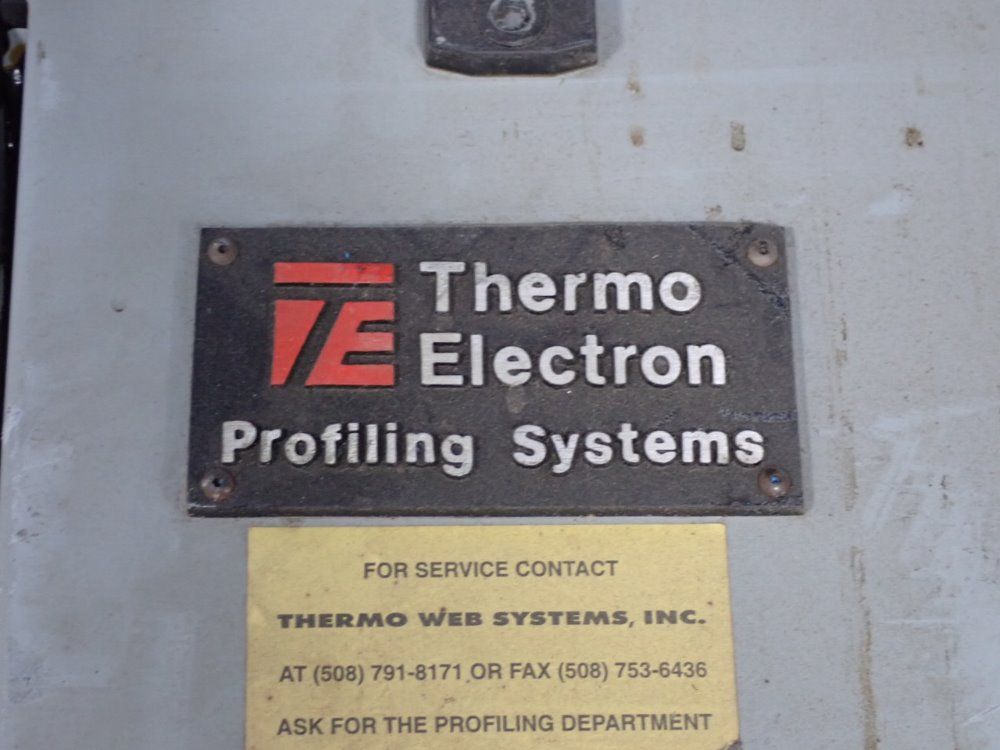 TE Thermo
Electron
Profiling Systems
FOR SERVICE CONTACT
THERMO WEB SYSTEMS, INC.
AT (508) 791-8171 OR FAX (508) 753-6436
ASK FOR THE PROFILING DEPARTMENT